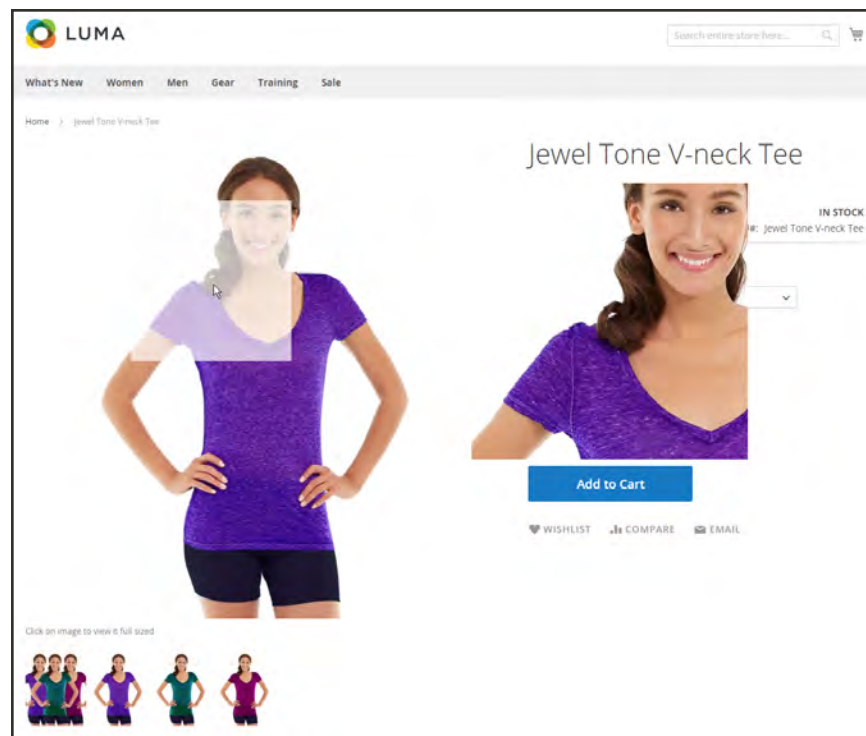 LUMA
Search entire store here...
What's New Women Men Gear Training Sale
Home > Jewel Tone V-neck Tee
Jewel Tone V-neck Tee
IN STOCK
#: Jewel Tone V-neck Tee
Add to Cart
WISHLIST COMPARE EMAIL
Click on image to view it full sized